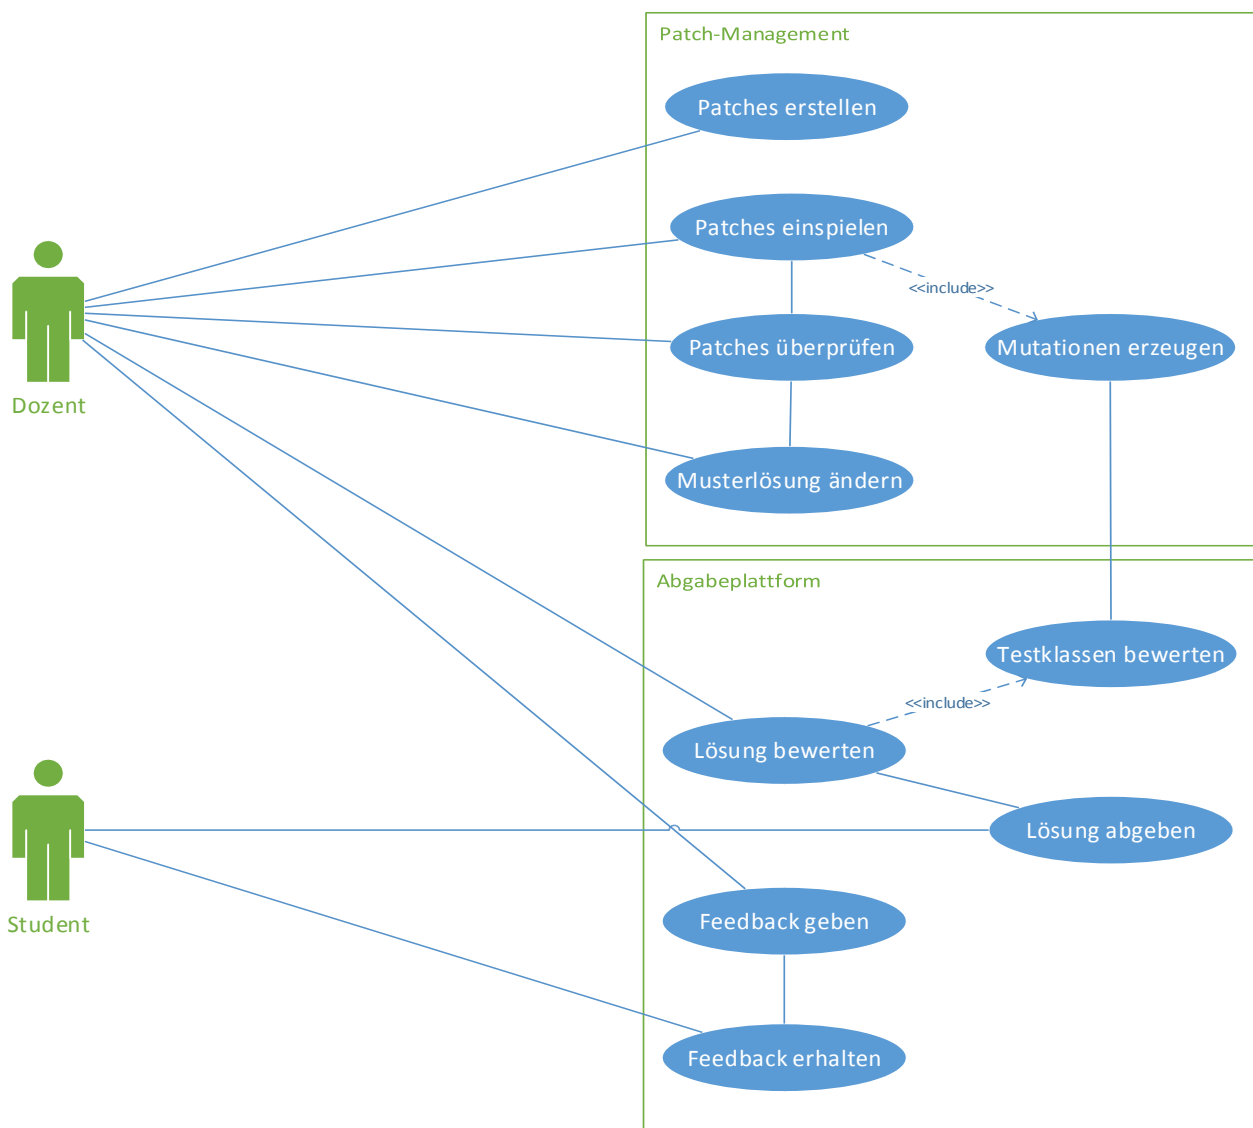 Patch-Management
Patches erstellen
Patches einspielen
<<include>>
Patches überprüfen
Mutationen erzeugen
Dozent
Musterlösung ändern
Abgabeplattform
Testklassen bewerten
<<include>>
Lösung bewerten
Lösung abgeben
Student
Feedback geben
Feedback erhalten